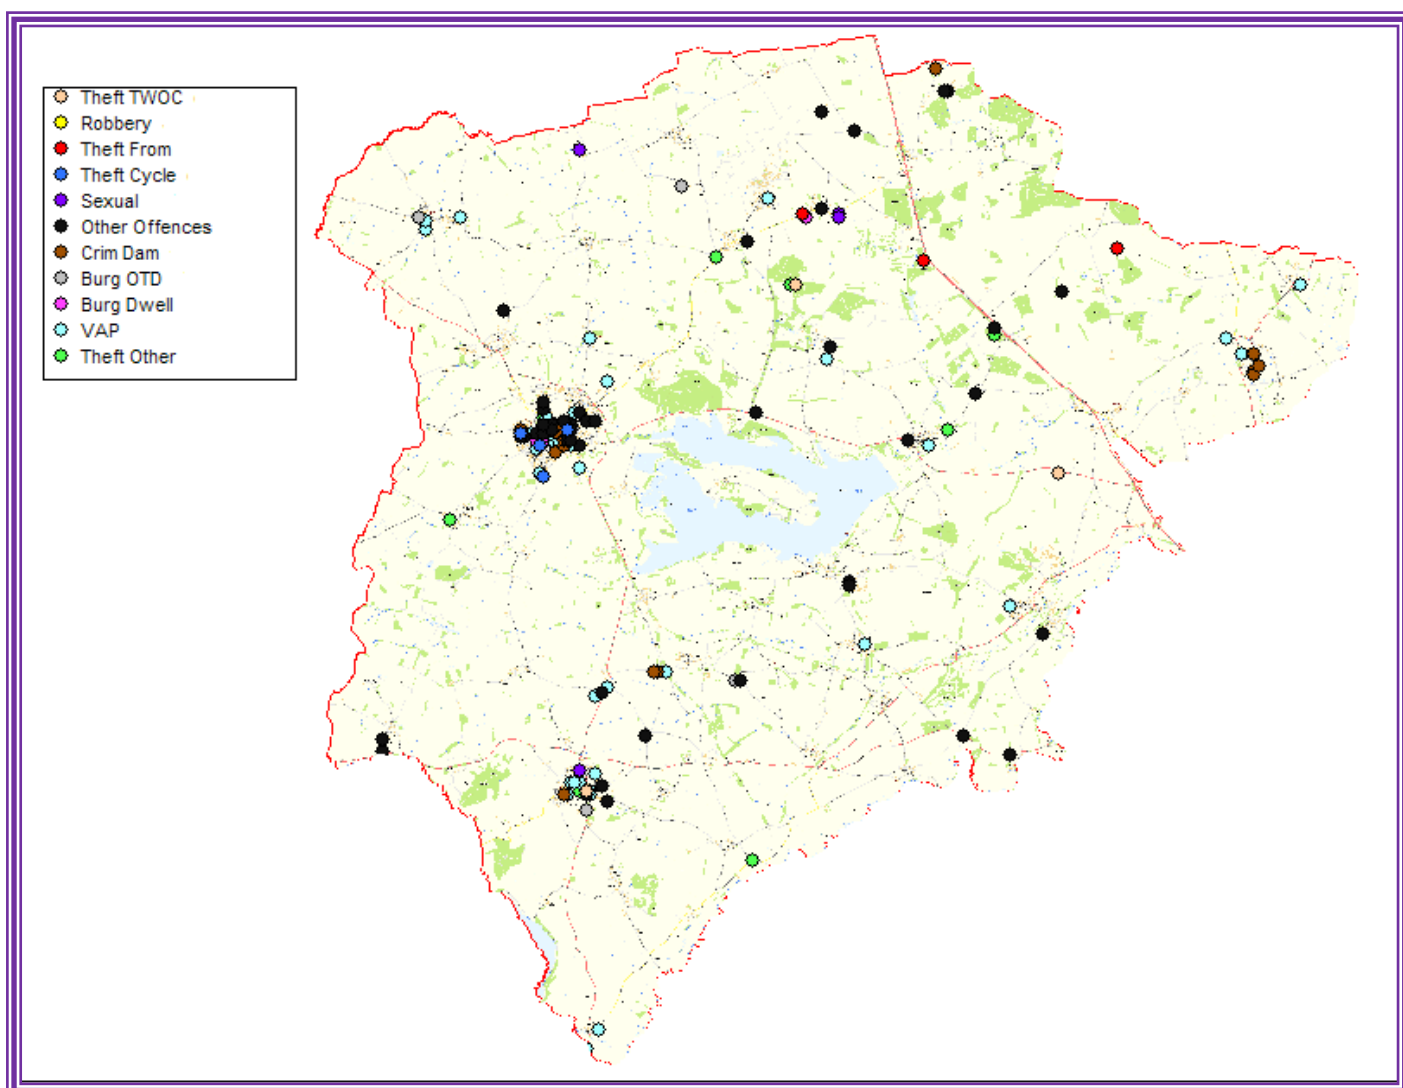 Theft TWOC
Robbery
Theft From
Theft Cycle
Sexual
Other Offences
Crim Dam
Burg OTD
Burg Dwell
VAP
Theft Other